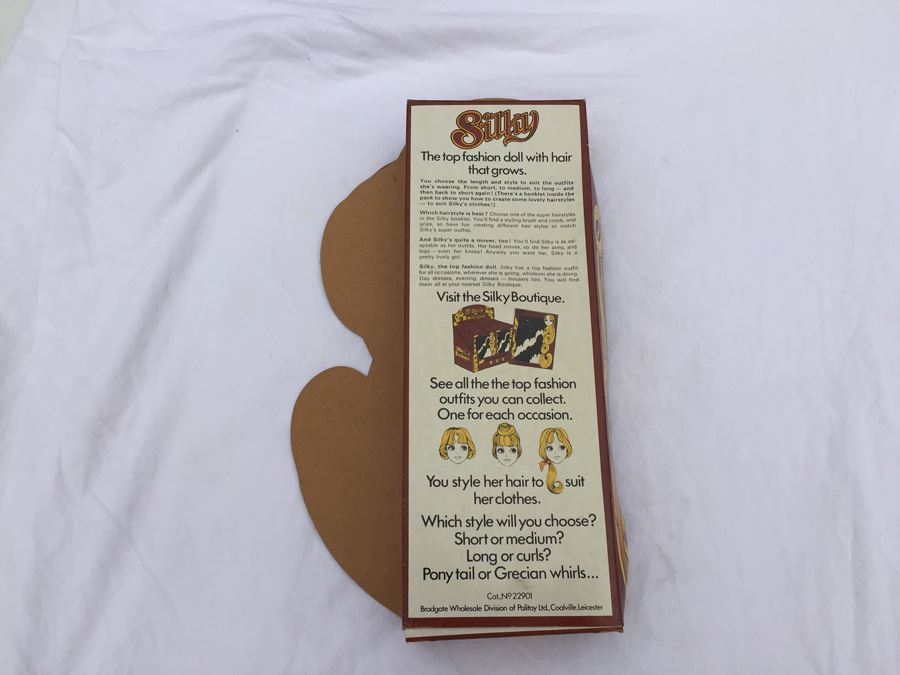 Silky
The top fashion doll with hair
that grows.
You choose the length and style to suit the outfits
she's wearing. From short, to medium, to long — and
then back to short again! (There's a booklet inside the
pack to show you how to create some lovely hairstyles
— to suit Silky's clothes!)
Which hairstyle is best? Choose one of the super hairstyles
in the Silky booklet. You'll find a styling brush and comb, and
grips, so have fun creating different hair styles to match
Silky's super outfits.
And Silky's quite a mover, too! You'll find Silky is as ad-
aptable as her outfits. Her head moves, so do her arms, and
legs — even her knees! Anyway you want her, Silky is a
pretty lively girl.
Silky, the top fashion doll. Silky has a top fashion outfit
for all occasions, wherever she is going, whatever she is doing.
Day dresses, evening dresses — trousers too. You will find
them all at your nearest Silky Boutique.
Visit the Silky Boutique.
See all the the top fashion
outfits you can collect.
One for each occasion.
You style her hair to suit
her clothes.
Which style will you choose?
Short or medium?
Long or curls?
Pony tail or Grecian whirls...
Cat. Nº 22901
Bradgate Wholesale Division of Palitoy Ltd., Coalville, Leicester